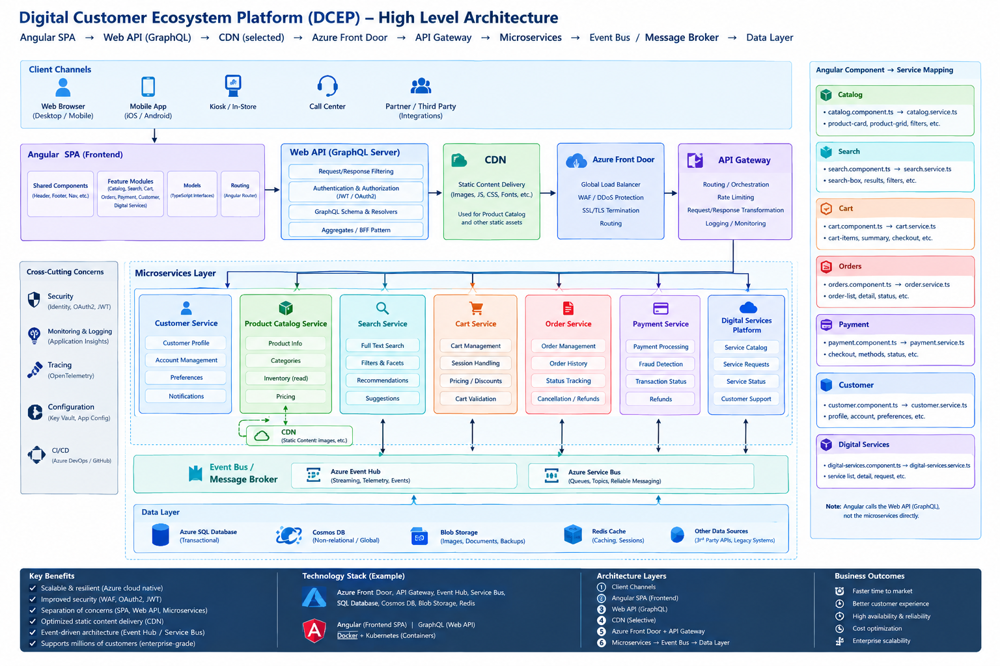 Digital Customer Ecosystem Platform (DCEP) – High Level Architecture
Angular SPA → Web API (GraphQL) → CDN (selected) → Azure Front Door → API Gateway → Microservices → Event Bus / Message Broker → Data Layer
Client Channels
Web Browser
(Desktop / Mobile)
Mobile App
(iOS / Android)
Kiosk / In-Store
Call Center
Partner / Third Party
(Integrations)
Angular SPA (Frontend)
Shared Components
(Header, Footer, Nav, etc.)
Feature Modules
(Catalog, Search, Cart,
Orders, Payment, Customer,
Digital Services)
Models
(TypeScript Interfaces)
Routing
(Angular Router)
Web API (GraphQL Server)
Request/Response Filtering
Authentication & Authorization
(JWT / OAuth2)
GraphQL Schema & Resolvers
Aggregates / BFF Pattern
CDN
Static Content Delivery
(Images, JS, CSS, Fonts, etc.)
Used for Product Catalog
and other static assets
Azure Front Door
Global Load Balancer
WAF / DDoS Protection
SSL/TLS Termination
Routing
API Gateway
Routing / Orchestration
Rate Limiting
Request/Response Transformation
Logging / Monitoring
Cross-Cutting Concerns
Security
(Identity, OAuth2, JWT)
Monitoring & Logging
(Application Insights)
Tracing
(OpenTelemetry)
Configuration
(Key Vault, App Config)
CI/CD
(Azure DevOps / GitHub)
Microservices Layer
Customer Service
Customer Profile
Account Management
Preferences
Notifications
Product Catalog Service
Product Info
Categories
Inventory (read)
Pricing
CDN
(Static Content: images, etc.)
Search Service
Full Text Search
Filters & Facets
Recommendations
Suggestions
Cart Service
Cart Management
Session Handling
Pricing / Discounts
Cart Validation
Order Service
Order Management
Order History
Status Tracking
Cancellation / Refunds
Payment Service
Payment Processing
Fraud Detection
Transaction Status
Refunds
Digital Services
Platform
Service Catalog
Service Requests
Service Status
Customer Support
Event Bus /
Message Broker
Azure Event Hub
(Streaming, Telemetry, Events)
Azure Service Bus
(Queues, Topics, Reliable Messaging)
Data Layer
Azure SQL Database
(Transactional)
Cosmos DB
(Non-relational / Global)
Blob Storage
(Images, Documents, Backups)
Redis Cache
(Caching, Sessions)
Other Data Sources
(3rd Party APIs, Legacy Systems)
Angular Component → Service Mapping
Catalog
• catalog.component.ts → catalog.service.ts
• product-card, product-grid, filters, etc.
Search
• search.component.ts → search.service.ts
• search-box, results, filters, etc.
Cart
• cart.component.ts → cart.service.ts
• cart-items, summary, checkout, etc.
Orders
• orders.component.ts → order.service.ts
• order-list, detail, status, etc.
Payment
• payment.component.ts → payment.service.ts
• checkout, methods, status, etc.
Customer
• customer.component.ts → customer.service.ts
• profile, account, preferences, etc.
Digital Services
• digital-services.component.ts → digital-services.service.ts
• service list, detail, request, etc.
Note: Angular calls the Web API (GraphQL),
not the microservices directly.
Key Benefits
Scalable & resilient (Azure cloud native)
Improved security (WAF, OAuth2, JWT)
Separation of concerns (SPA, Web API, Microservices)
Optimized static content delivery (CDN)
Event-driven architecture (Event Hub / Service Bus)
Supports millions of customers (enterprise-grade)
Technology Stack (Example)
Azure Front Door, API Gateway, Event Hub, Service Bus,
SQL Database, Cosmos DB, Blob Storage, Redis
A
Angular (Frontend SPA) | GraphQL (Web API)
Docker + Kubernetes (Containers)
Architecture Layers
1 Client Channels
2 Angular SPA (Frontend)
3 Web API (GraphQL)
4 CDN (Selective)
5 Azure Front Door + API Gateway
6 Microservices → Event Bus → Data Layer
Business Outcomes
Faster time to market
Better customer experience
High availability & reliability
Cost optimization
Enterprise scalability